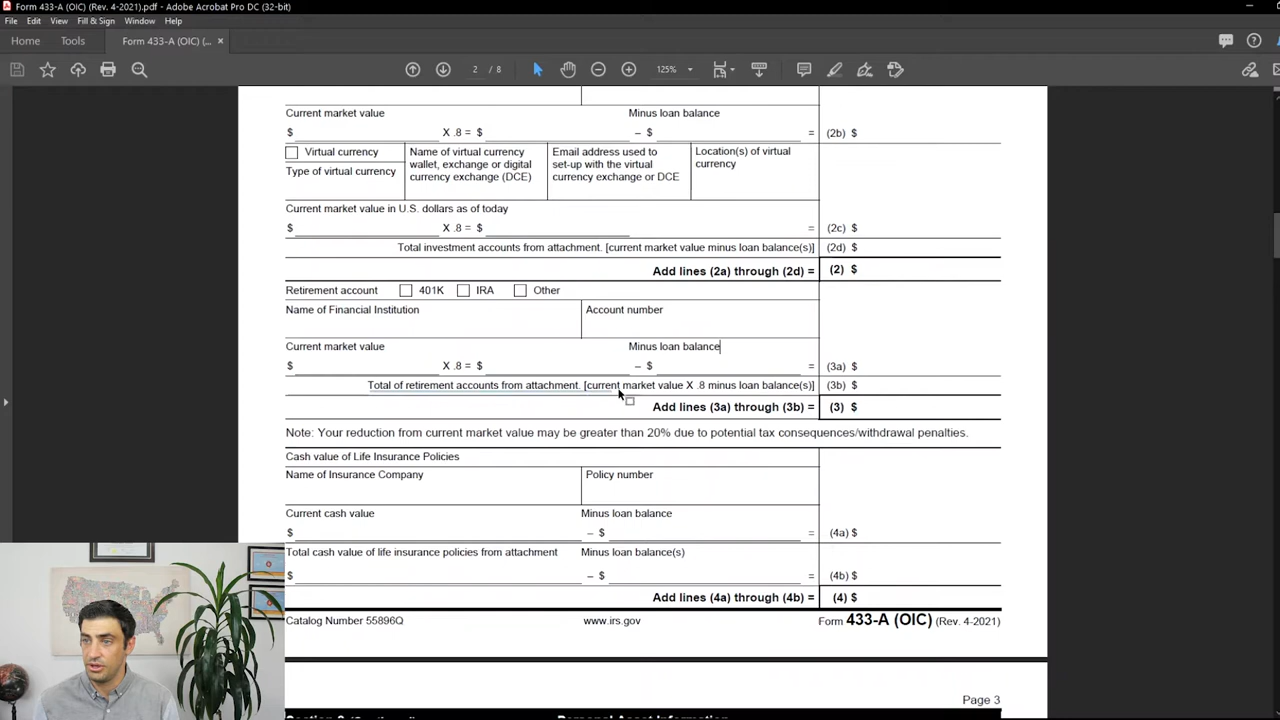 Form 433-A (OIC) (Rev. 4-2021).pdf - Adobe Acrobat Pro DC (32-bit)
File Edit View Fill & Sign Window Help
Home Tools Form 433-A (OIC) (... ×
2 / 8 125%
Current market value Minus loan balance
$ X .8 = $ – $ = (2b) $
Virtual currency
Type of virtual currency
Name of virtual currency
wallet, exchange or digital
currency exchange (DCE)
Email address used to
set-up with the virtual
currency exchange or DCE
Location(s) of virtual
currency
Current market value in U.S. dollars as of today
$ X .8 = $ = (2c) $
Total investment accounts from attachment. [current market value minus loan balance(s)] (2d) $
Add lines (2a) through (2d) = (2) $
Retirement account 401K IRA Other
Name of Financial Institution Account number
Current market value Minus loan balance
$ X .8 = $ – $ = (3a) $
Total of retirement accounts from attachment. [current market value X .8 minus loan balance(s)] (3b) $
Add lines (3a) through (3b) = (3) $
Note: Your reduction from current market value may be greater than 20% due to potential tax consequences/withdrawal penalties.
Cash value of Life Insurance Policies
Name of Insurance Company Policy number
Current cash value Minus loan balance
$ – $ = (4a) $
Total cash value of life insurance policies from attachment Minus loan balance(s)
$ – $ = (4b) $
Add lines (4a) through (4b) = (4) $
Catalog Number 55896Q www.irs.gov Form 433-A (OIC) (Rev. 4-2021)
Page 3